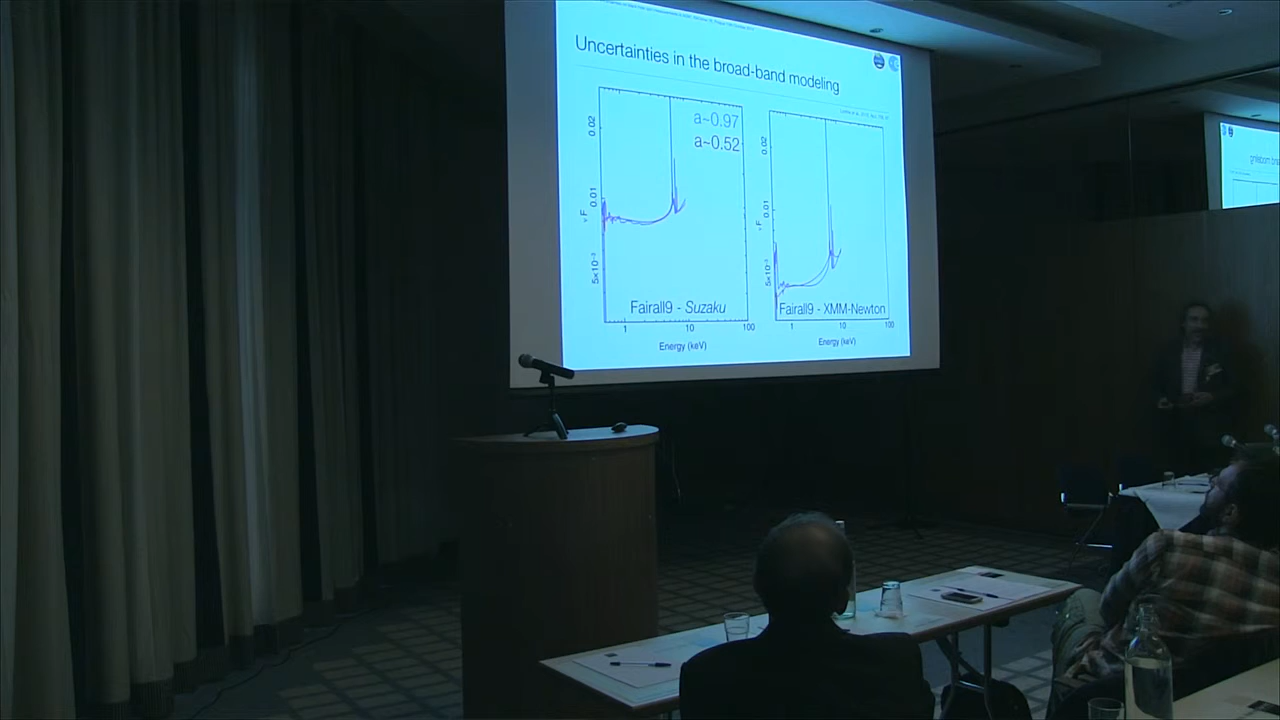 Uncertainties in the broad-band modeling
a~0.97
a~0.52
0.02
0.01
νF
5×10⁻³
Fairall9 - Suzaku
1
10
100
Energy (keV)
0.02
0.01
νF
5×10⁻³
Fairall9 - XMM-Newton
1
10
100
Energy (keV)